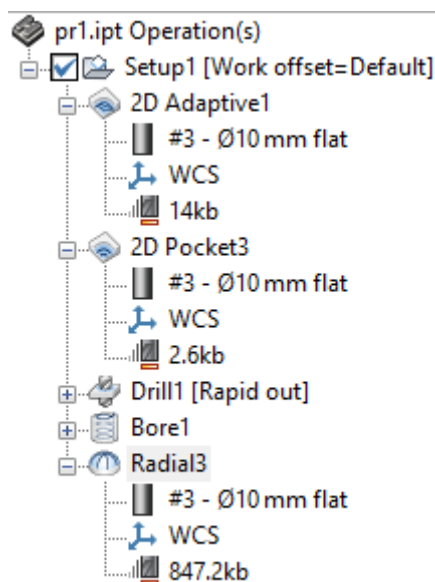 pr1.ipt Operation(s)
Setup1 [Work offset=Default]
2D Adaptive1
#3 - Ø10 mm flat
WCS
14kb
2D Pocket3
#3 - Ø10 mm flat
WCS
2.6kb
Drill1 [Rapid out]
Bore1
Radial3
#3 - Ø10 mm flat
WCS
847.2kb